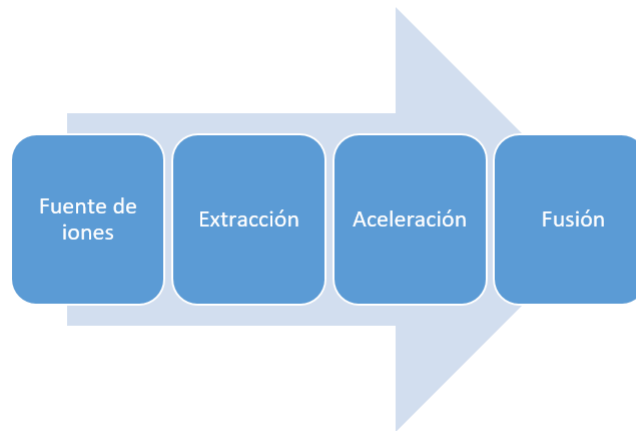 Fuente de
iones
Extracción
Aceleración
Fusión